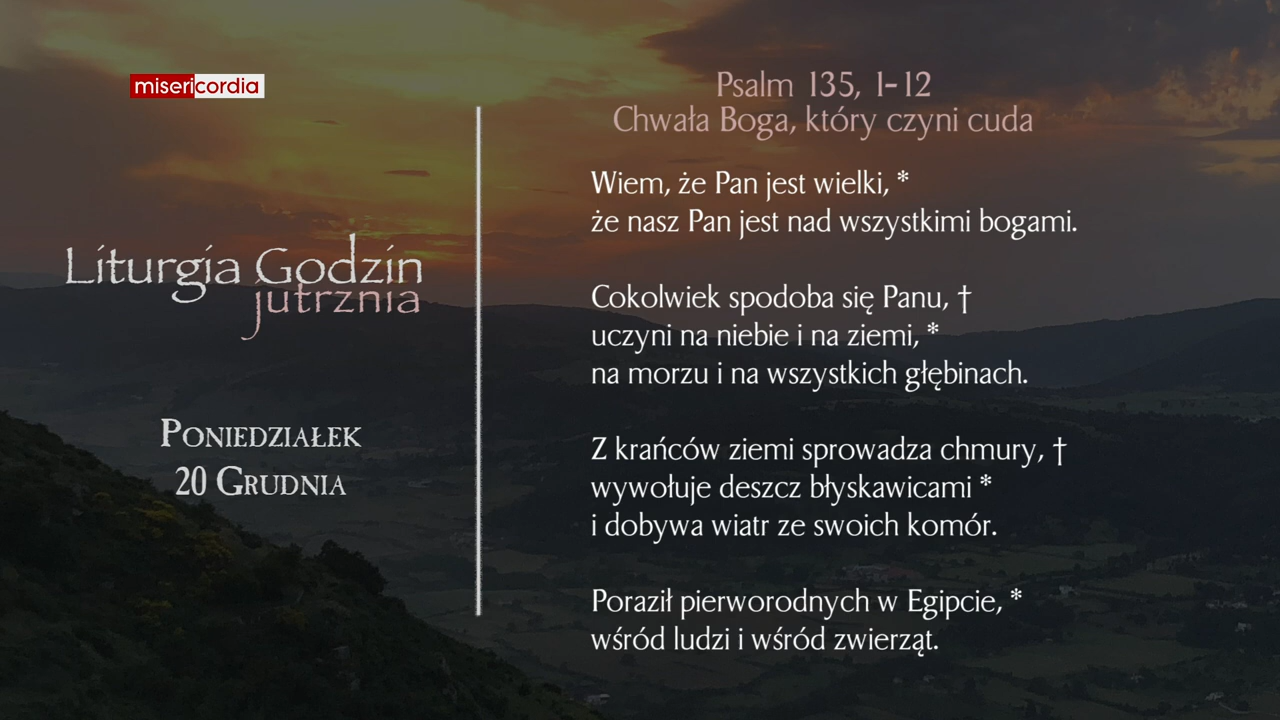 misericordia
Liturgia Godzin
jutrznia
Poniedziałek
20 Grudnia
Psalm 135, 1-12
Chwała Boga, który czyni cuda
Wiem, że Pan jest wielki, *
że nasz Pan jest nad wszystkimi bogami.
Cokolwiek spodoba się Panu, †
uczyni na niebie i na ziemi, *
na morzu i na wszystkich głębinach.
Z krańców ziemi sprowadza chmury, †
wywołuje deszcz błyskawicami *
i dobywa wiatr ze swoich komór.
Poraził pierworodnych w Egipcie, *
wśród ludzi i wśród zwierząt.